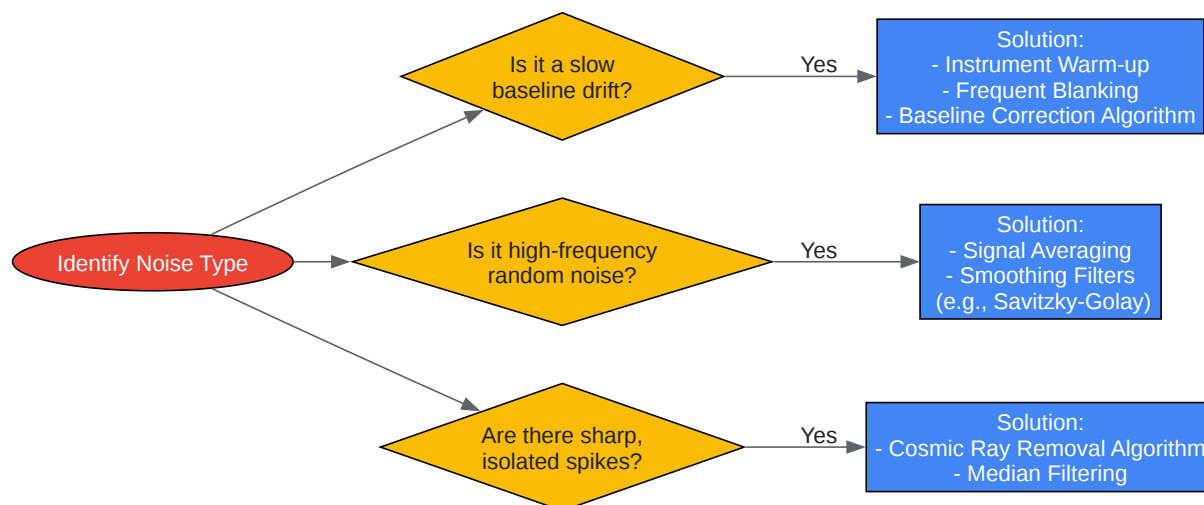 Identify Noise Type
Is it a slow
baseline drift?
Yes
Solution:
- Instrument Warm-up
- Frequent Blanking
- Baseline Correction Algorithm
Is it high-frequency
random noise?
Yes
Solution:
- Signal Averaging
- Smoothing Filters
(e.g., Savitzky-Golay)
Are there sharp,
isolated spikes?
Yes
Solution:
- Cosmic Ray Removal Algorithm
- Median Filtering